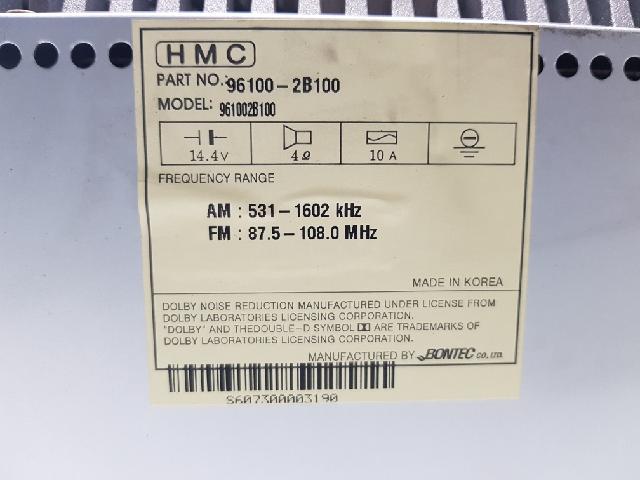 HMC
PART NO.: 96100-2B100
MODEL: 961002B100
14.4V 4Ω 10 A
FREQUENCY RANGE
AM : 531-1602 kHz
FM : 87.5-108.0 MHz
MADE IN KOREA
DOLBY NOISE REDUCTION MANUFACTURED UNDER LICENSE FROM
DOLBY LABORATORIES LICENSING CORPORATION.
"DOLBY" AND THEDOUBLE-D SYMBOL ARE TRADEMARKS OF
DOLBY LABORATORIES LICENSING CORPORATION.
MANUFACTURED BY BONTEC CO., LTD.
S607300003190